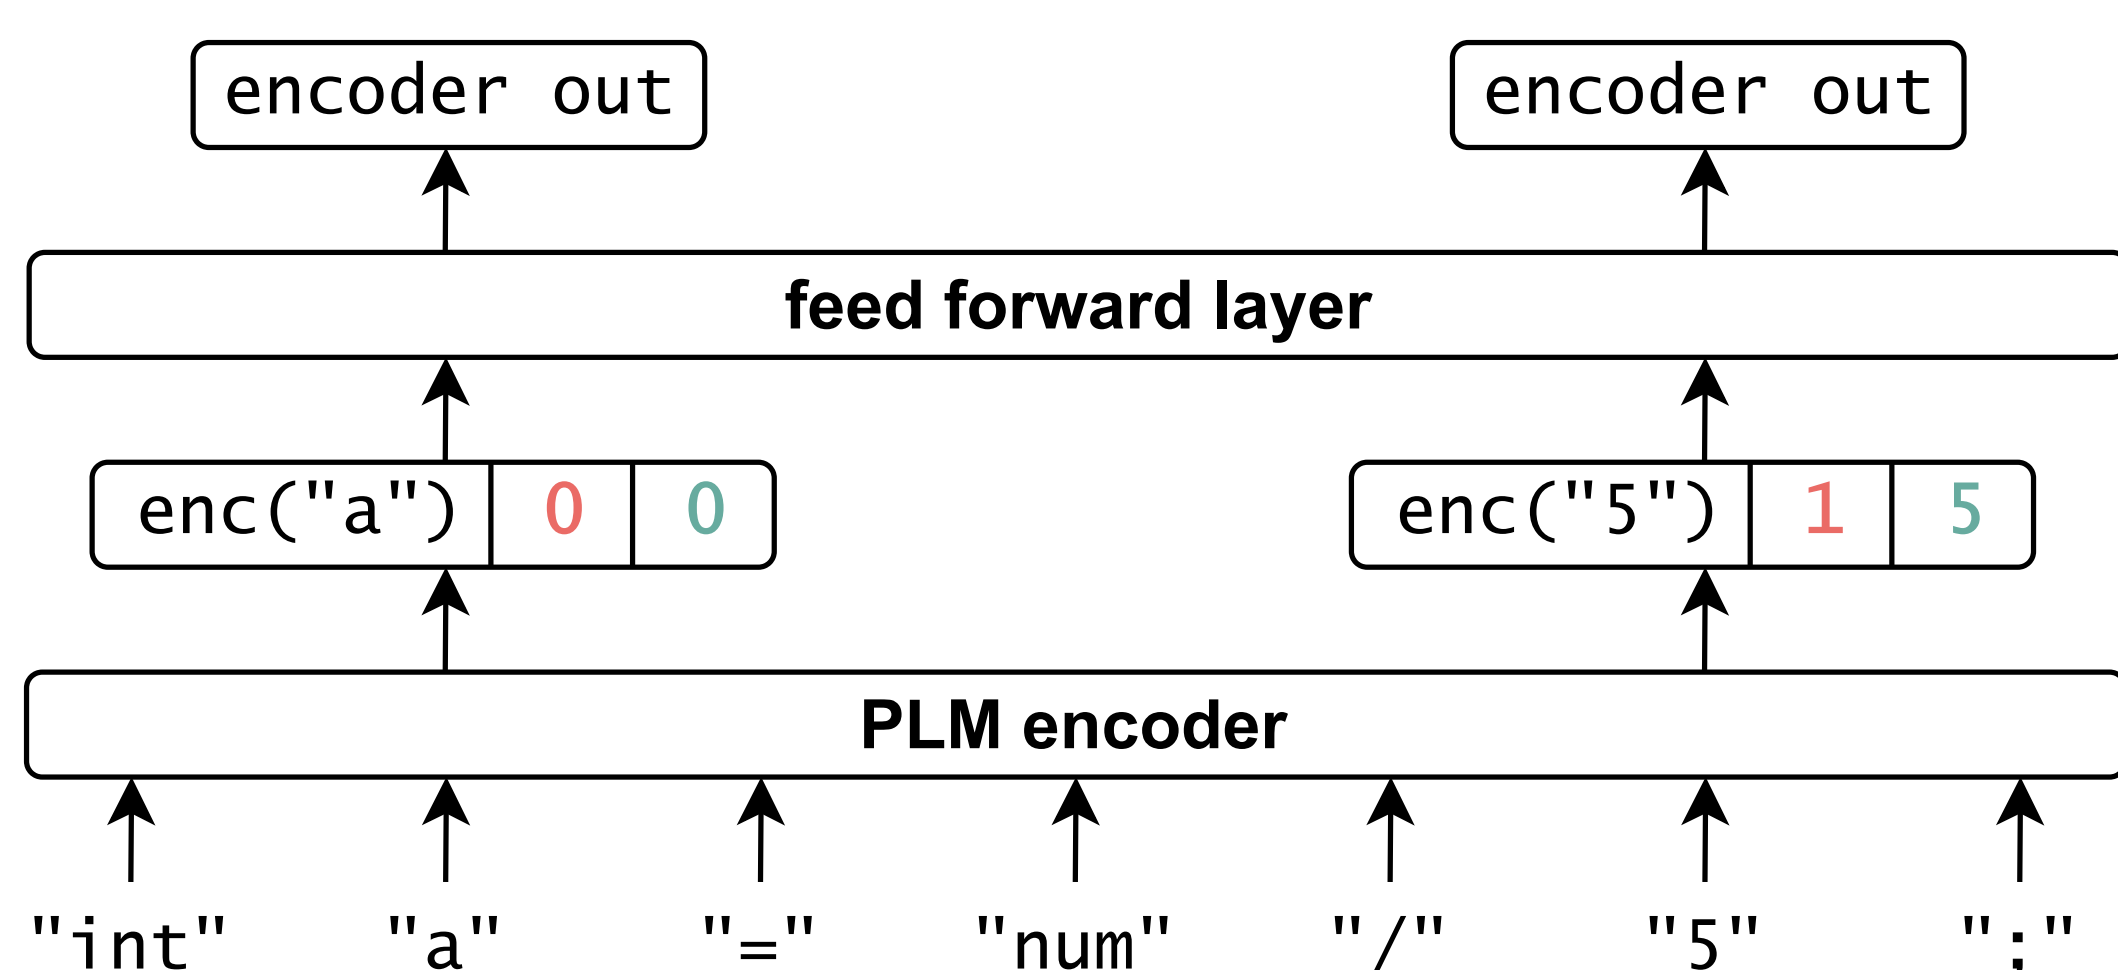 encoder out encoder out
feed forward layer
enc("a") 0 0 enc("5") 1 5
PLM encoder
"int" "a" "=" "num" "/" "5" ";"